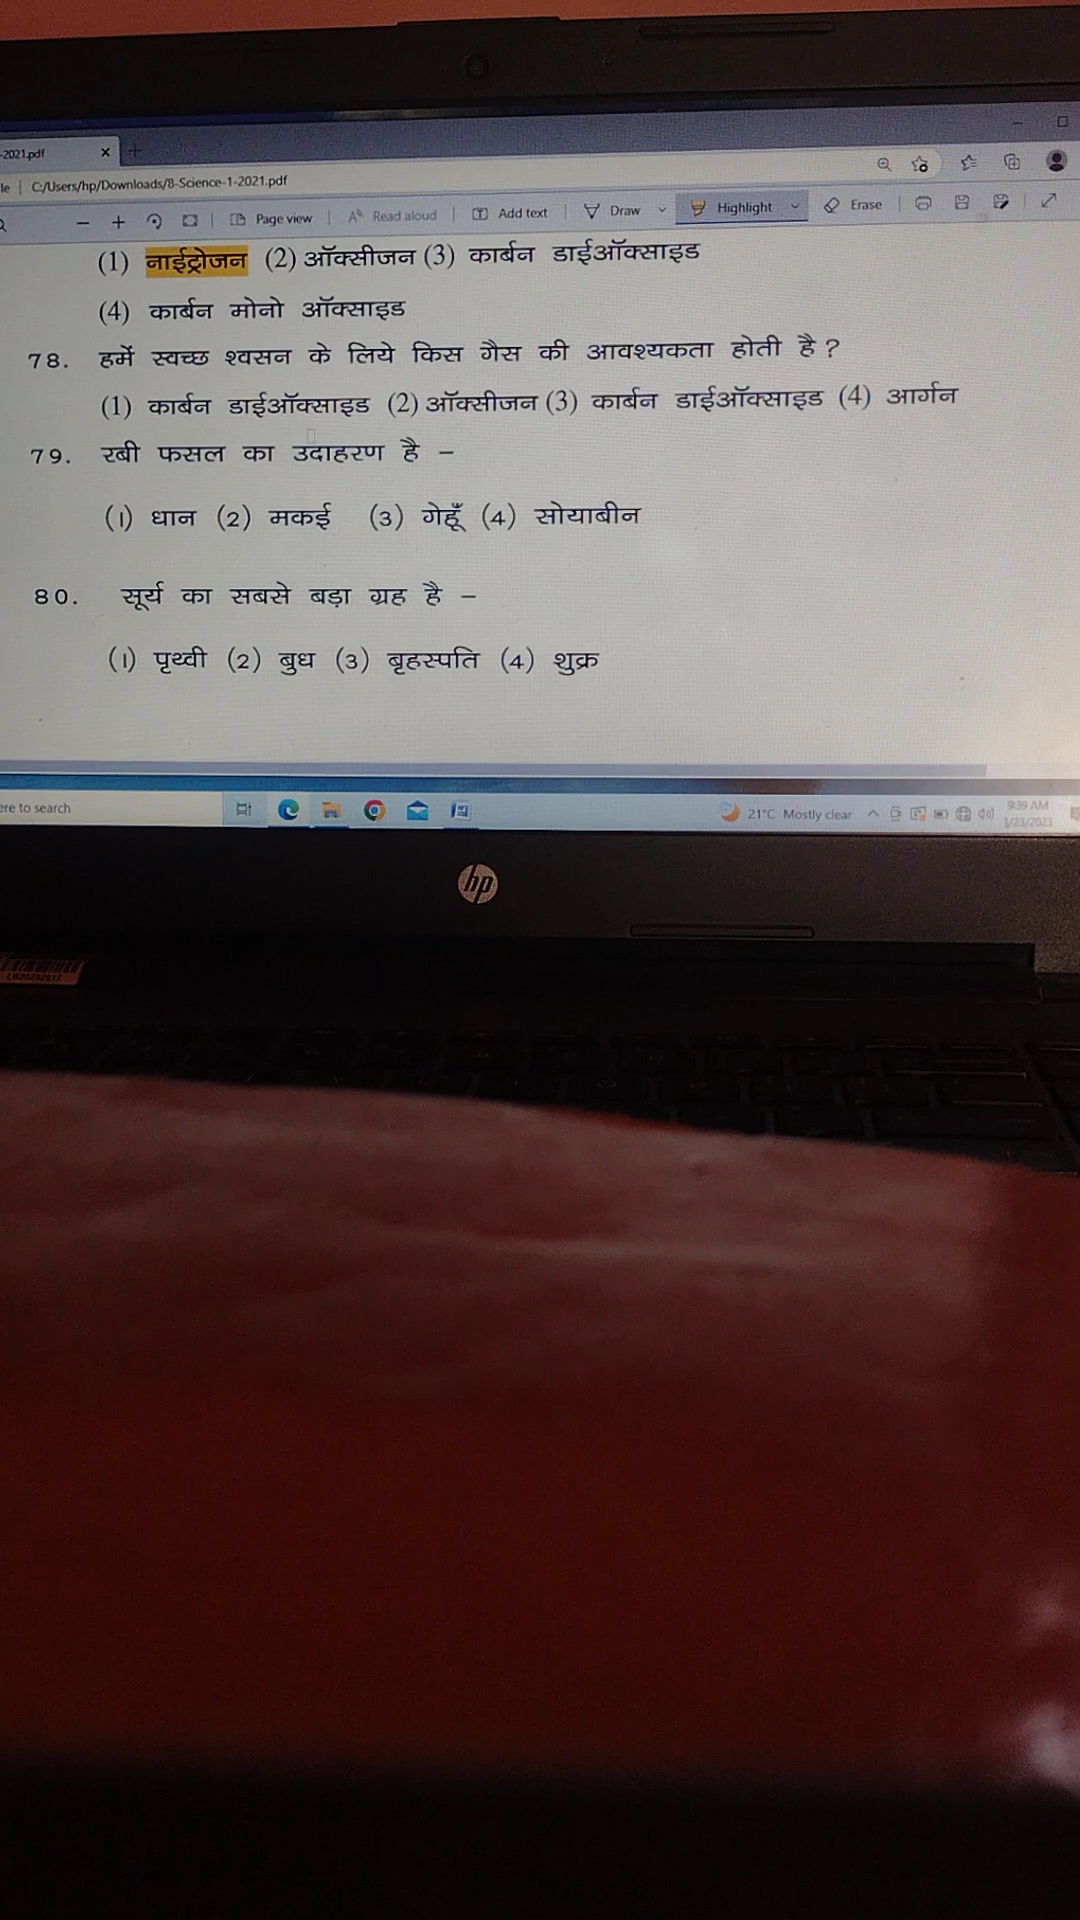 -2021.pdf
C:/Users/hp/Downloads/8-Science-1-2021.pdf
Page view Read aloud Add text Draw Highlight Erase
(1) नाईट्रोजन (2) ऑक्सीजन (3) कार्बन डाईऑक्साइड
(4) कार्बन मोनो ऑक्साइड
78. हमें स्वच्छ श्वसन के लिये किस गैस की आवश्यकता होती है ?
(1) कार्बन डाईऑक्साइड (2) ऑक्सीजन (3) कार्बन डाईऑक्साइड (4) आर्गन
79. रबी फसल का उदाहरण है –
(1) धान (2) मकई (3) गेहूँ (4) सोयाबीन
80. सूर्य का सबसे बड़ा ग्रह है –
(1) पृथ्वी (2) बुध (3) बृहस्पति (4) शुक्र
ere to search 21°C Mostly clear 9:39 AM
1/23/2023
hp